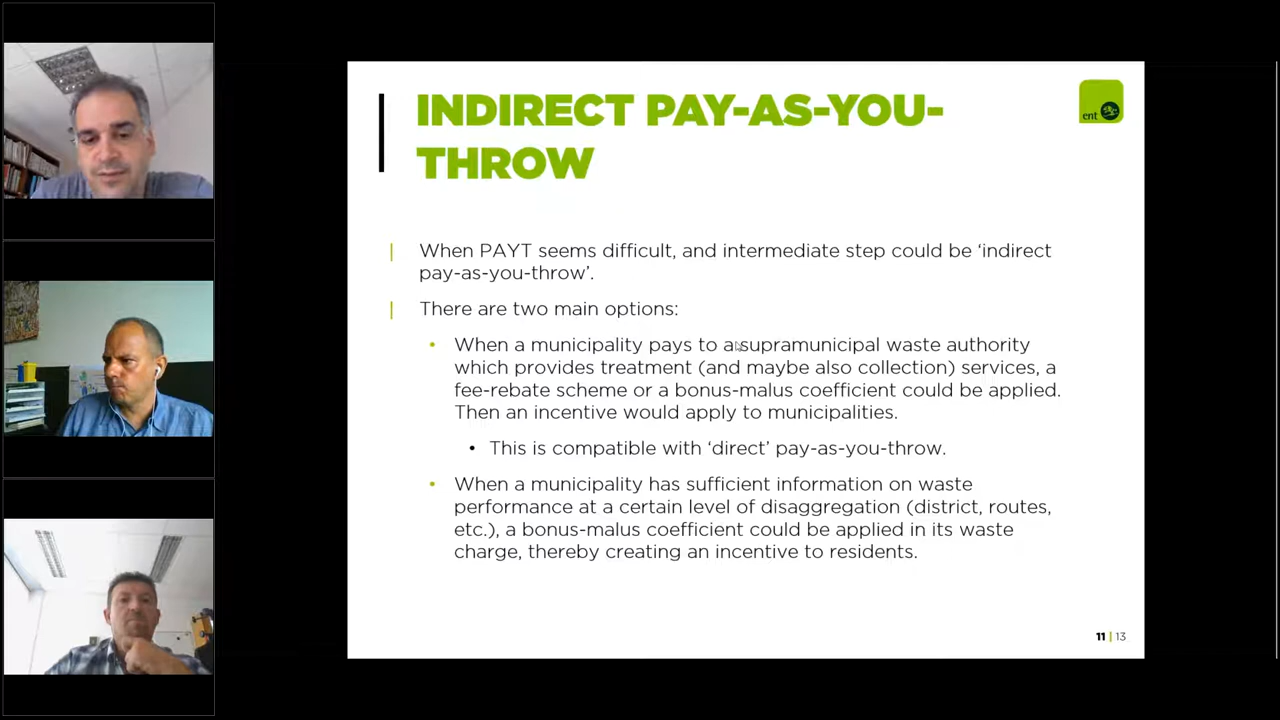 INDIRECT PAY-AS-YOU-
THROW
ent
When PAYT seems difficult, and intermediate step could be ‘indirect
pay-as-you-throw’.
There are two main options:
When a municipality pays to a supramunicipal waste authority
which provides treatment (and maybe also collection) services, a
fee-rebate scheme or a bonus-malus coefficient could be applied.
Then an incentive would apply to municipalities.
This is compatible with ‘direct’ pay-as-you-throw.
When a municipality has sufficient information on waste
performance at a certain level of disaggregation (district, routes,
etc.), a bonus-malus coefficient could be applied in its waste
charge, thereby creating an incentive to residents.
11 | 13